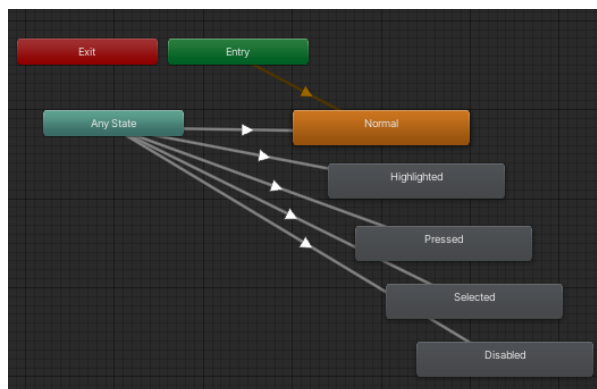 Exit
Entry
Any State
Normal
Highlighted
Pressed
Selected
Disabled